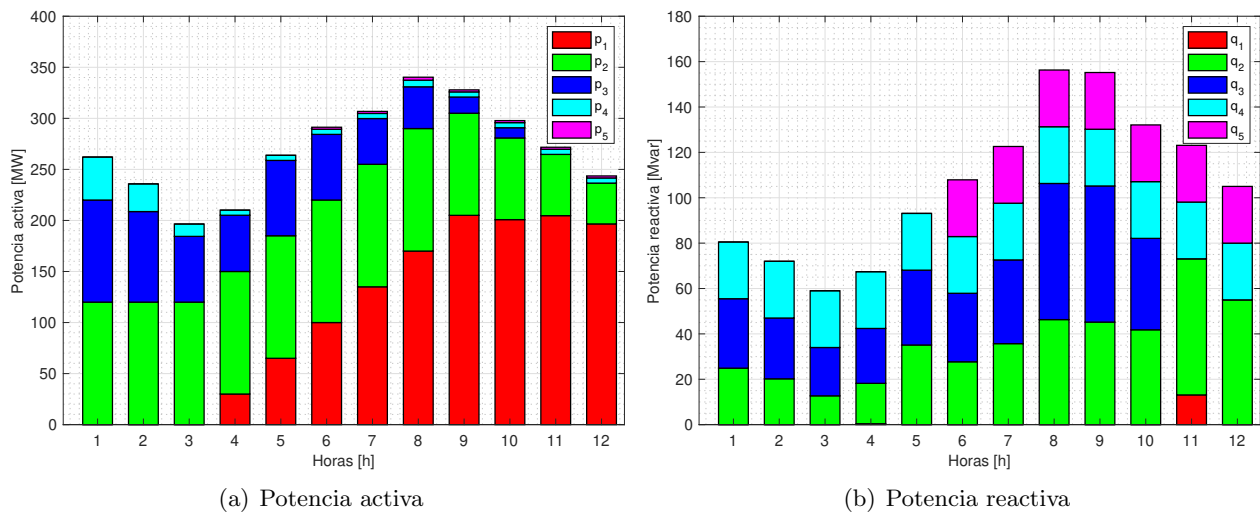 400
350
300
250
200
150
100
50
0
Potencia activa [MW]
1 2 3 4 5 6 7 8 9 10 11 12
Horas [h]
p1
p2
p3
p4
p5
(a) Potencia activa
180
160
140
120
100
80
60
40
20
0
Potencia reactiva [Mvar]
1 2 3 4 5 6 7 8 9 10 11 12
Horas [h]
q1
q2
q3
q4
q5
(b) Potencia reactiva